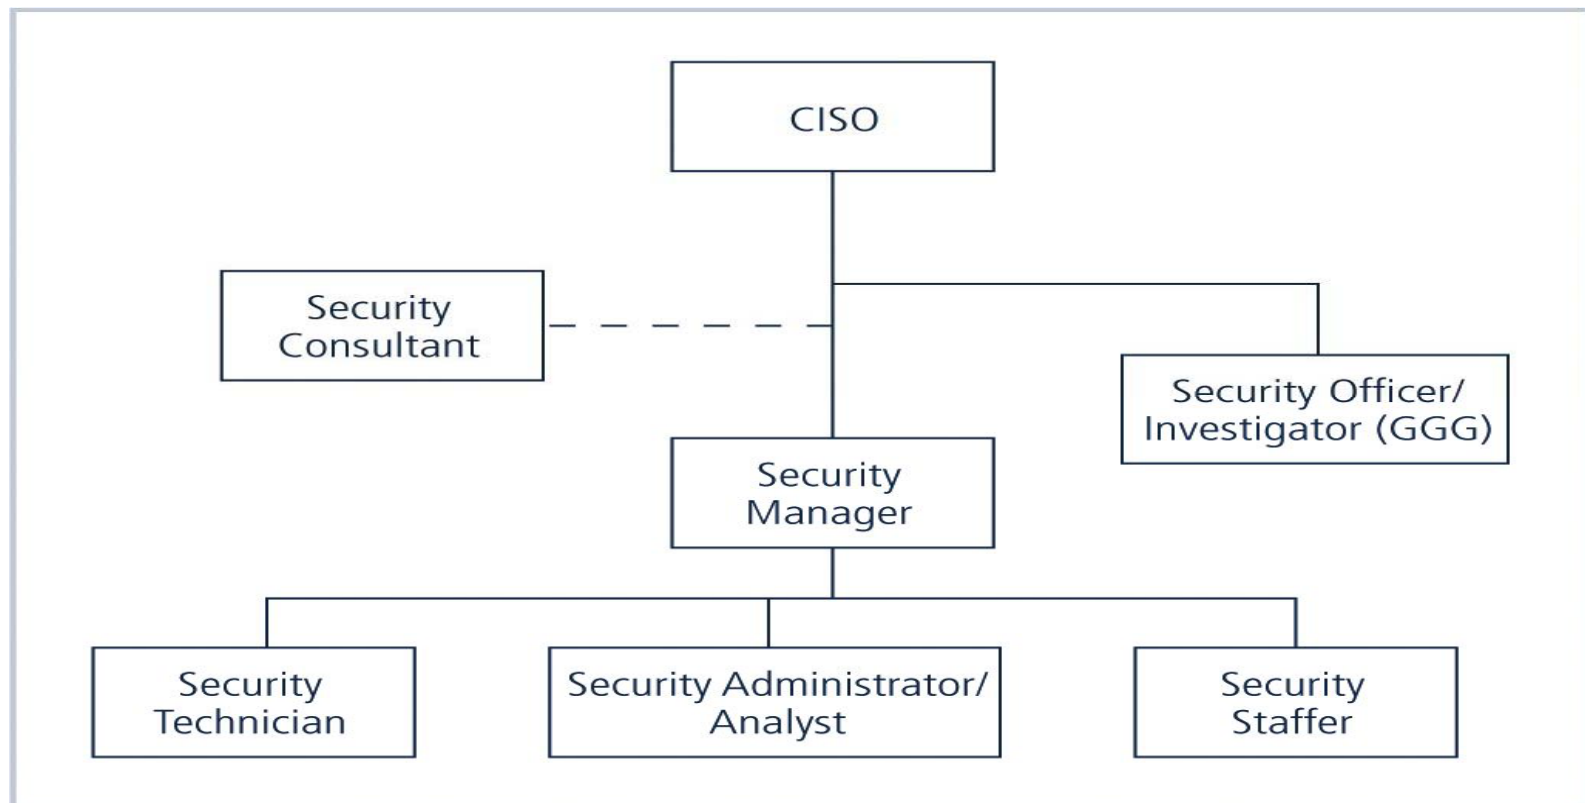 CISO
Security
Consultant
Security Officer/
Investigator (GGG)
Security
Manager
Security
Technician
Security Administrator/
Analyst
Security
Staffer